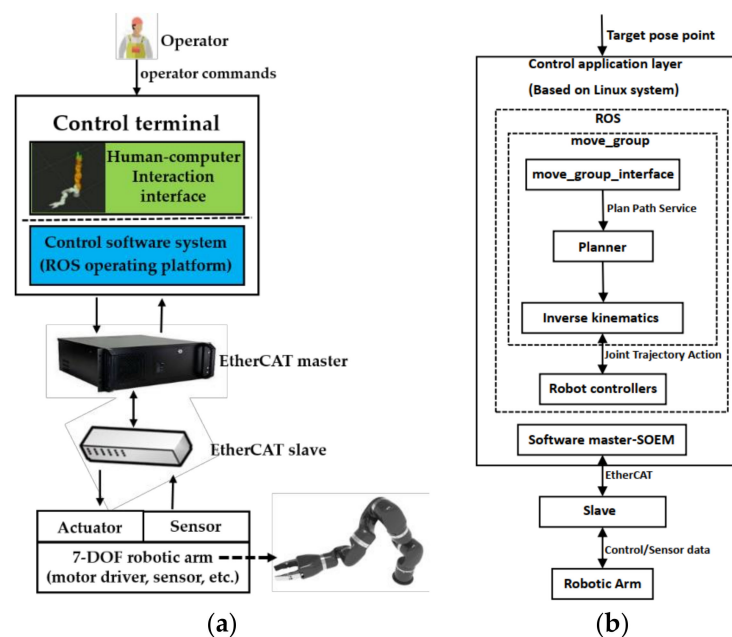 Operator
operator commands
Control terminal
Human-computer
Interaction
interface
Control software system
(ROS operating platform)
EtherCAT master
EtherCAT slave
Actuator
Sensor
7-DOF robotic arm
(motor driver, sensor, etc.)
(a)
Target pose point
Control application layer
(Based on Linux system)
ROS
move_group
move_group_interface
Plan Path Service
Planner
Inverse kinematics
Joint Trajectory Action
Robot controllers
Software master-SOEM
EtherCAT
Slave
Control/Sensor data
Robotic Arm
(b)